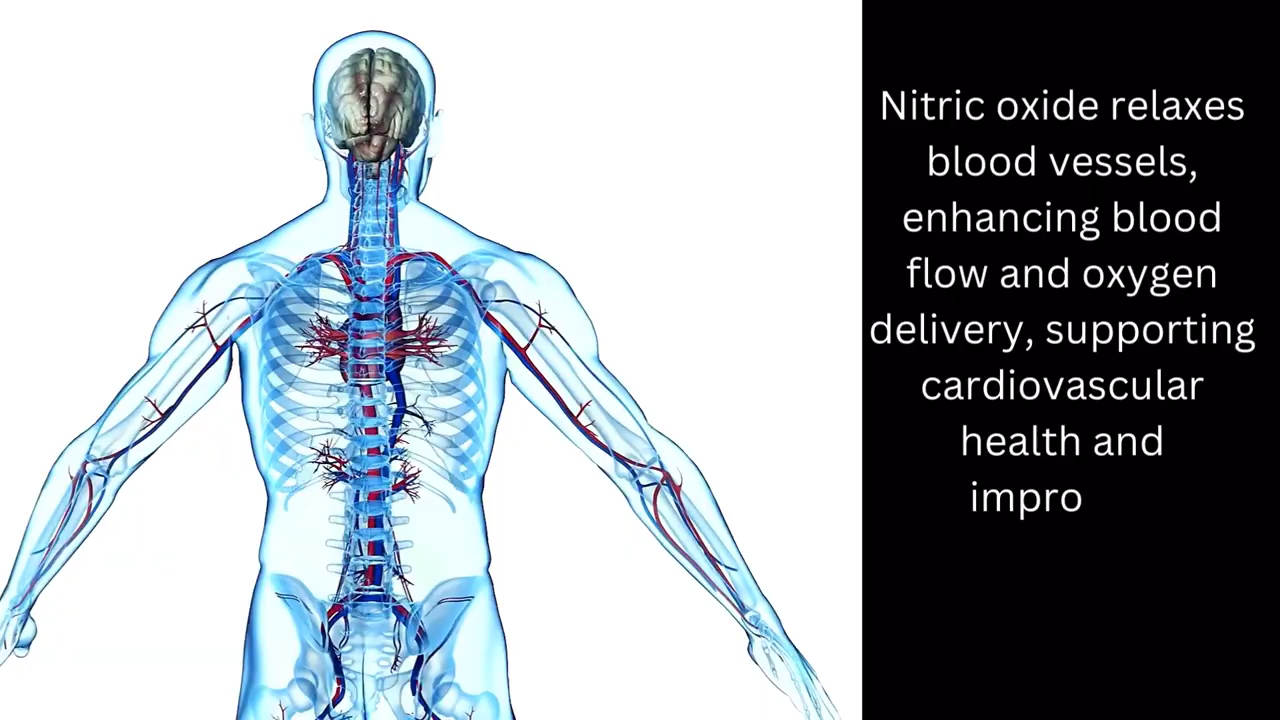 Nitric oxide relaxes
blood vessels,
enhancing blood
flow and oxygen
delivery, supporting
cardiovascular
health and
impro